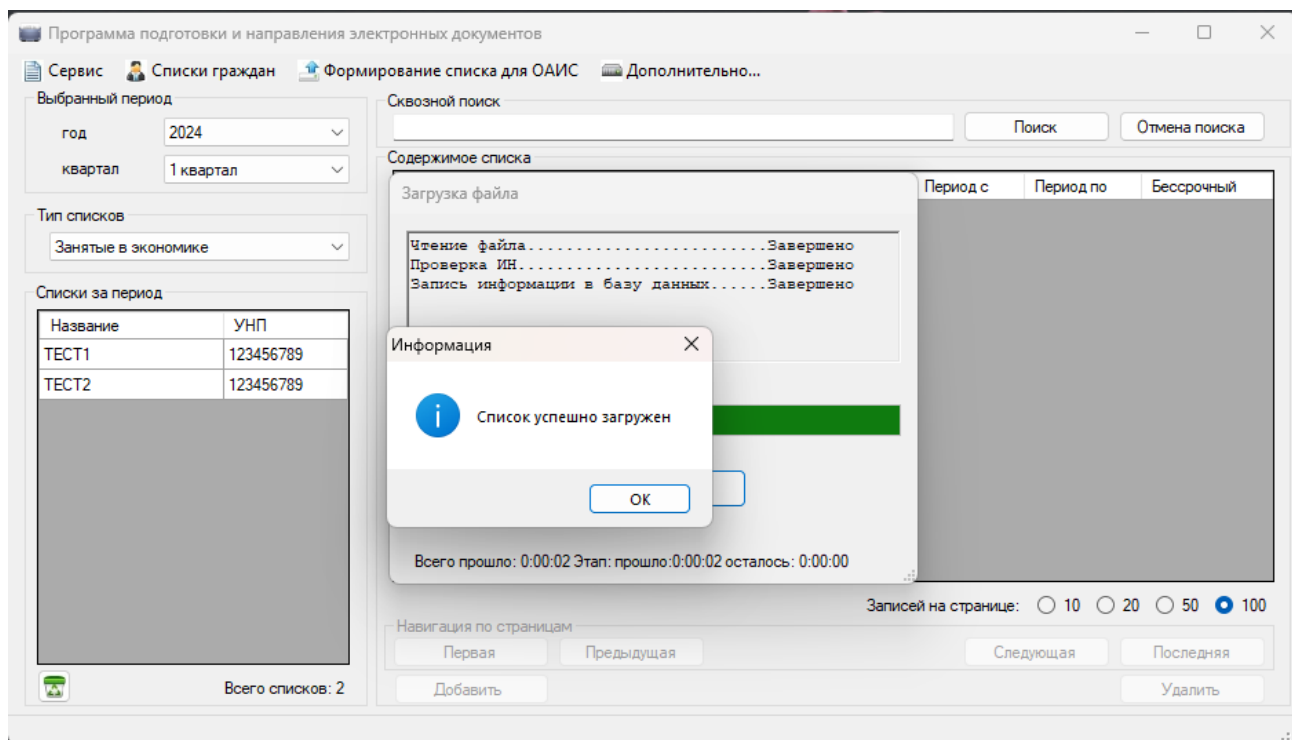 Программа подготовки и направления электронных документов
Сервис Списки граждан Формирование списка для ОАИС Дополнительно...
Выбранный период
год 2024
квартал 1 квартал
Тип списков
Занятые в экономике
Списки за период
Название УНП
ТЕСТ1 123456789
ТЕСТ2 123456789
Всего списков: 2
Сквозной поиск
Поиск Отмена поиска
Содержимое списка
Период с Период по Бессрочный
Загрузка файла
Чтение файла.........................Завершено
Проверка ИН..........................Завершено
Запись информации в базу данных......Завершено
Информация
Список успешно загружен
ОК
Всего прошло: 0:00:02 Этап: прошло:0:00:02 осталось: 0:00:00
Записей на странице: 10 20 50 100
Навигация по страницам
Первая Предыдущая Следующая Последняя
Добавить Удалить